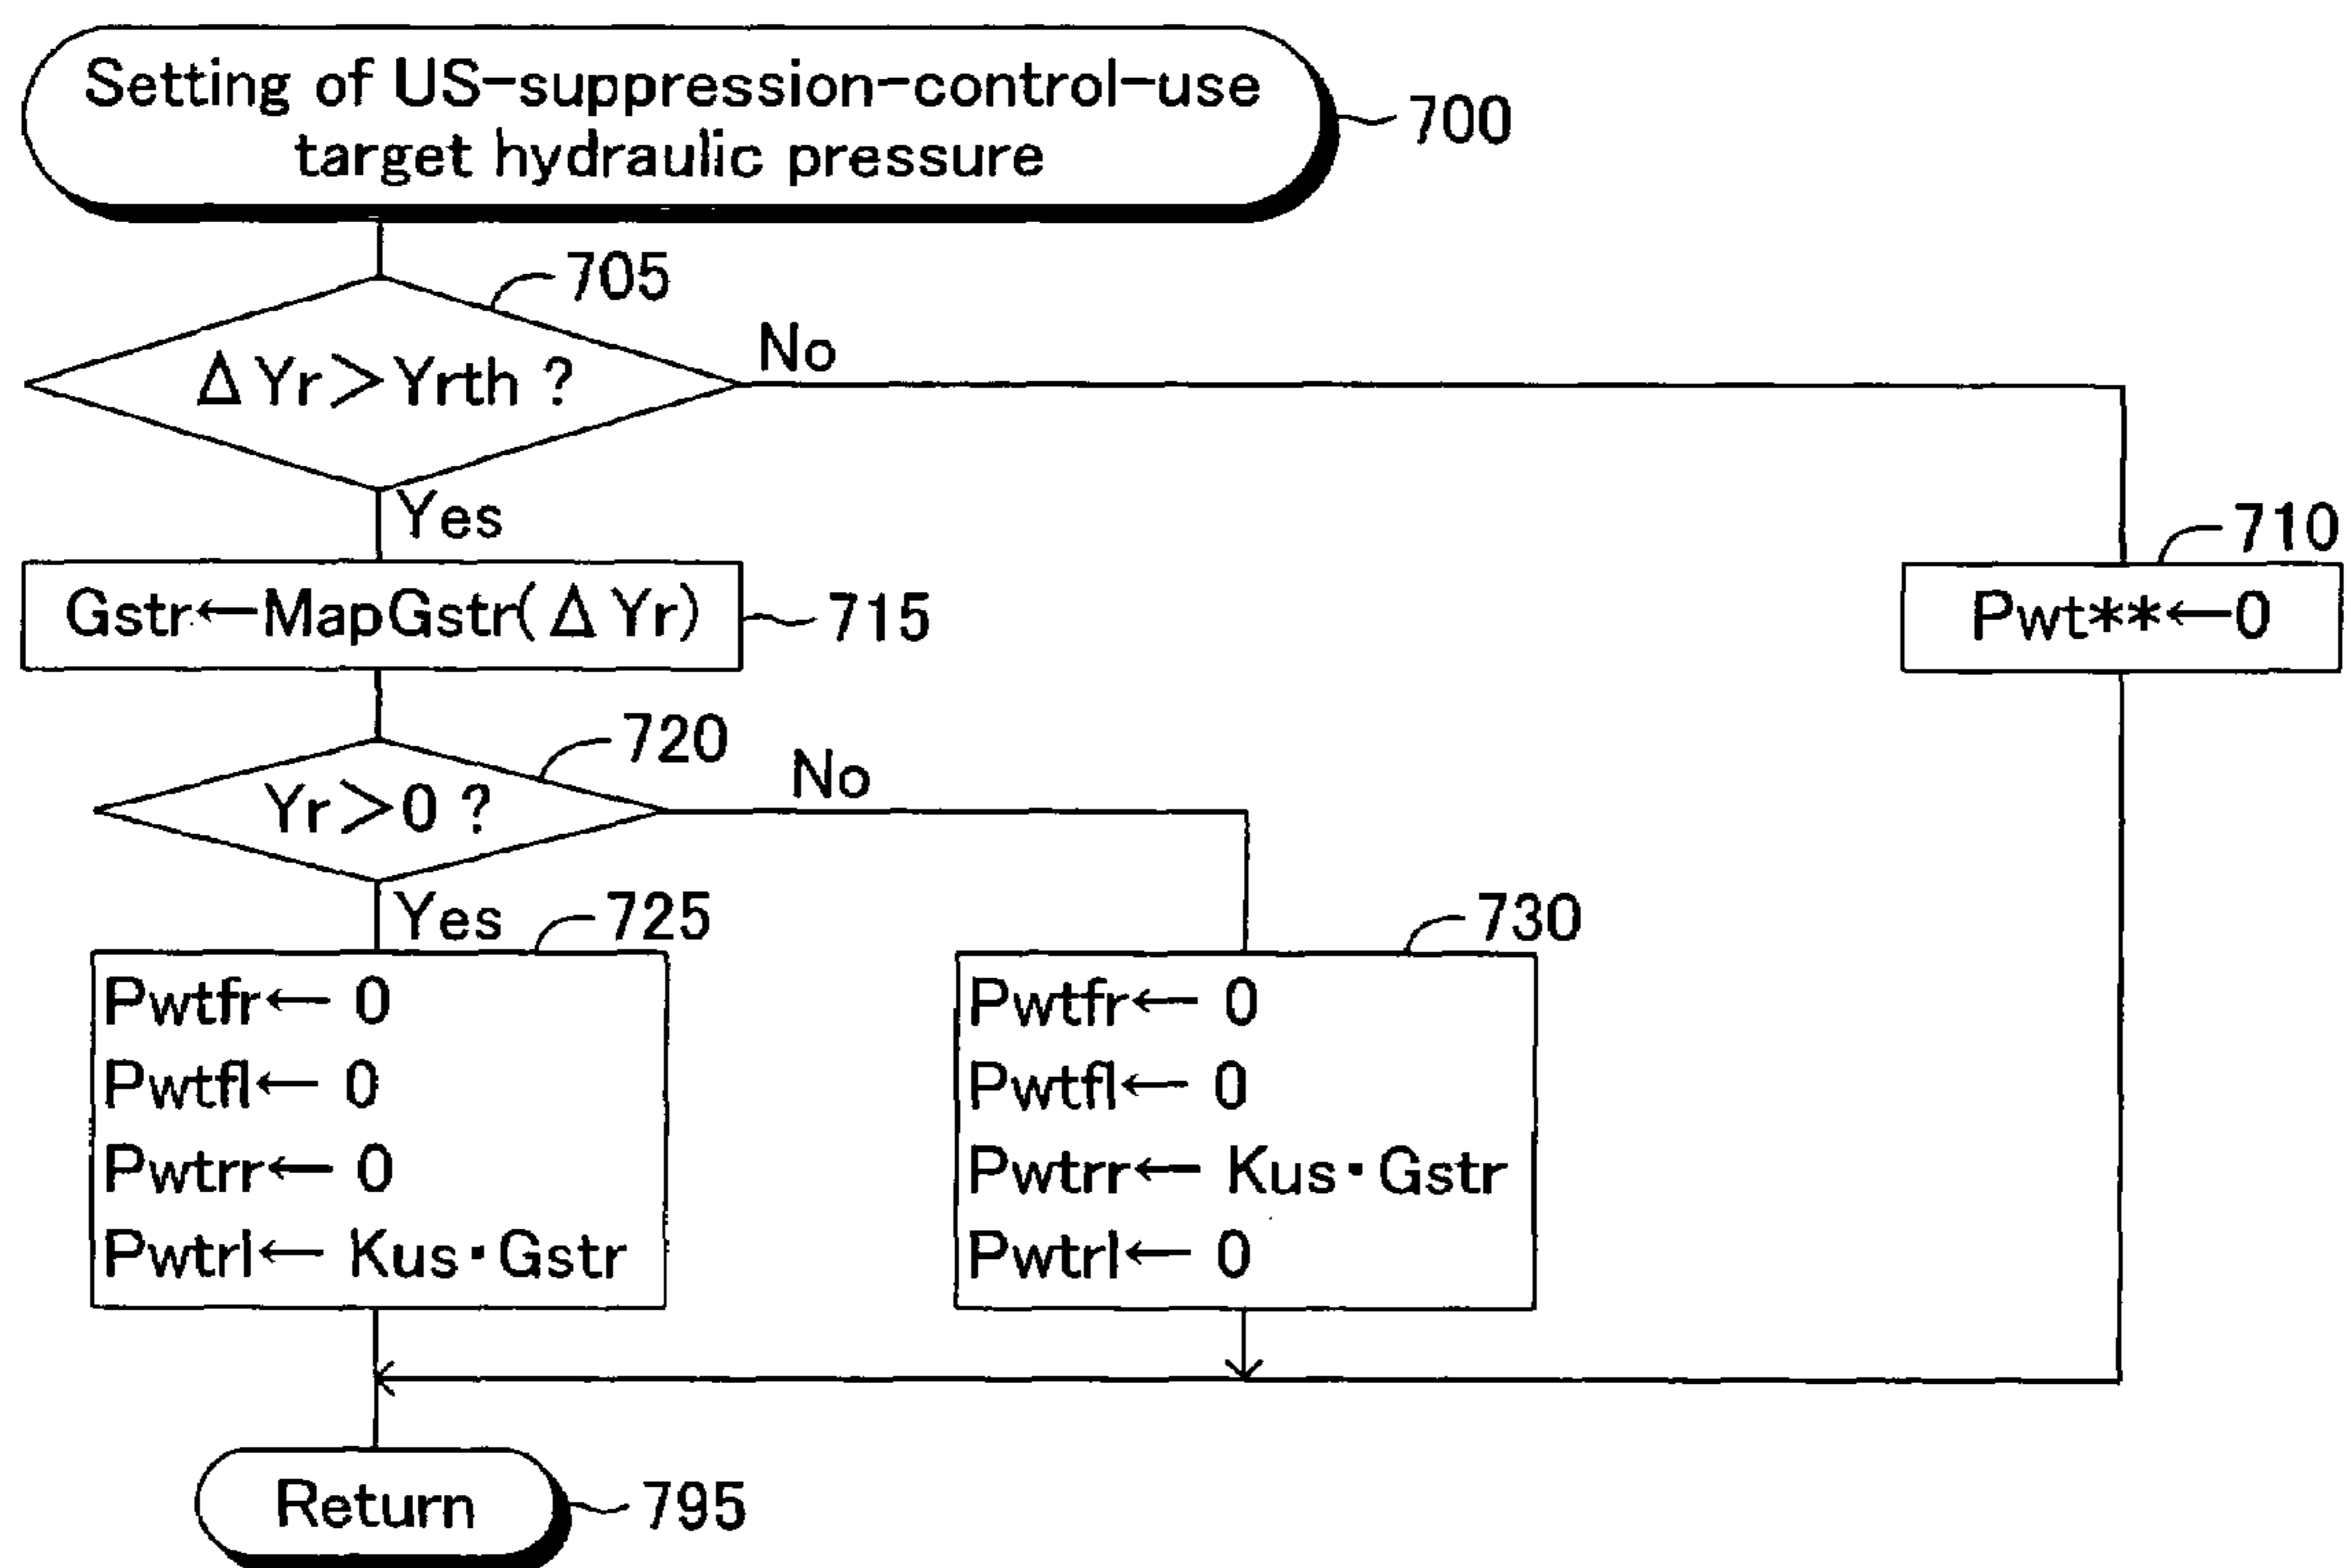 Setting of US-suppression-control-use
target hydraulic pressure
700
705
ΔYr>Yrth ?
No
Yes
710
Pwt**←0
Gstr←MapGstr(ΔYr)
715
720
Yr>0 ?
No
Yes
725
Pwtfr← 0
Pwtfl← 0
Pwtrr← 0
Pwtrl← Kus・Gstr
730
Pwtfr← 0
Pwtfl← 0
Pwtrr← Kus・Gstr
Pwtrl← 0
Return
795